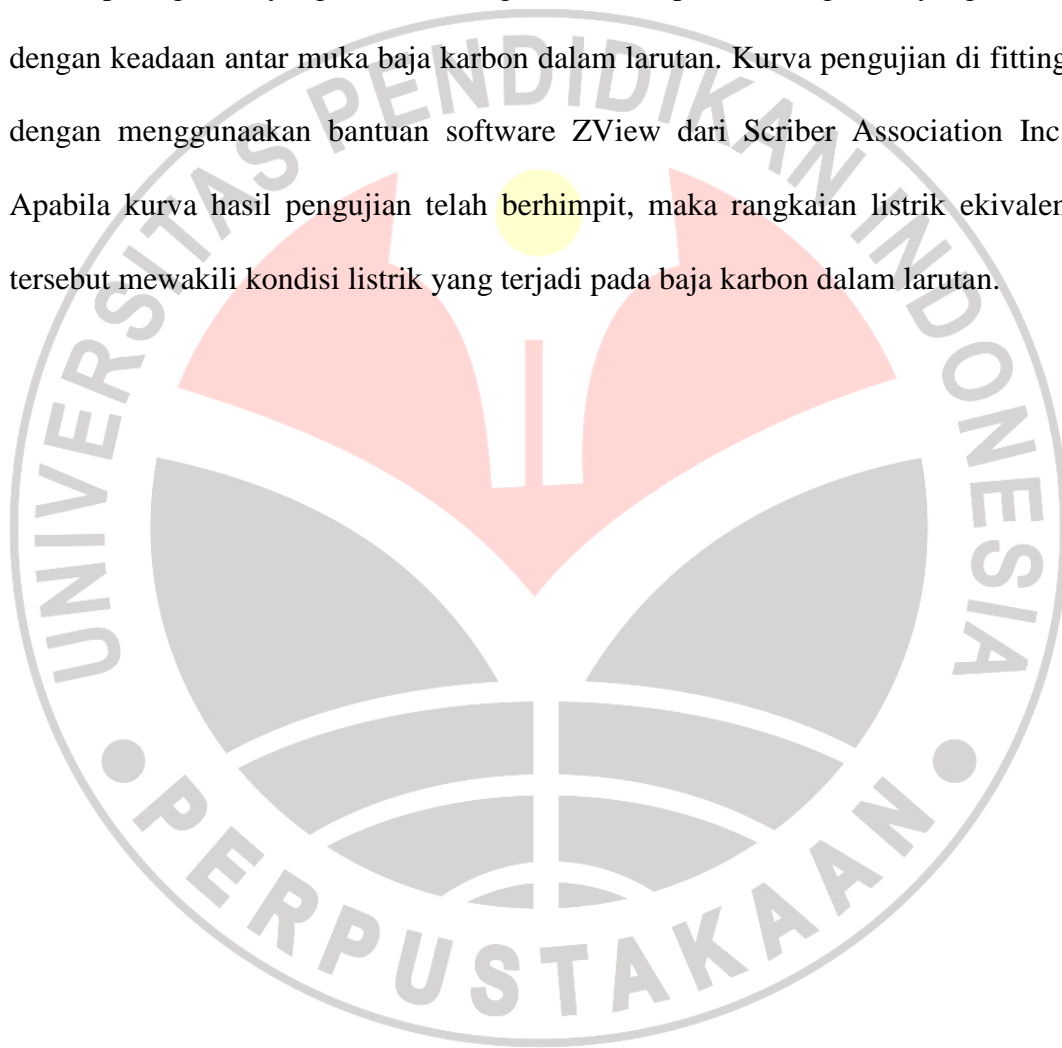 dengan keadaan antar muka baja karbon dalam larutan. Kurva pengujian di fitting
dengan menggunaakan bantuan software ZView dari Scriber Association Inc.
Apabila kurva hasil pengujian telah berhimpit, maka rangkaian listrik ekivalen
tersebut mewakili kondisi listrik yang terjadi pada baja karbon dalam larutan.
UNIVERSITAS PENDIDIKAN INDONESIA
PERPUSTAKAAN